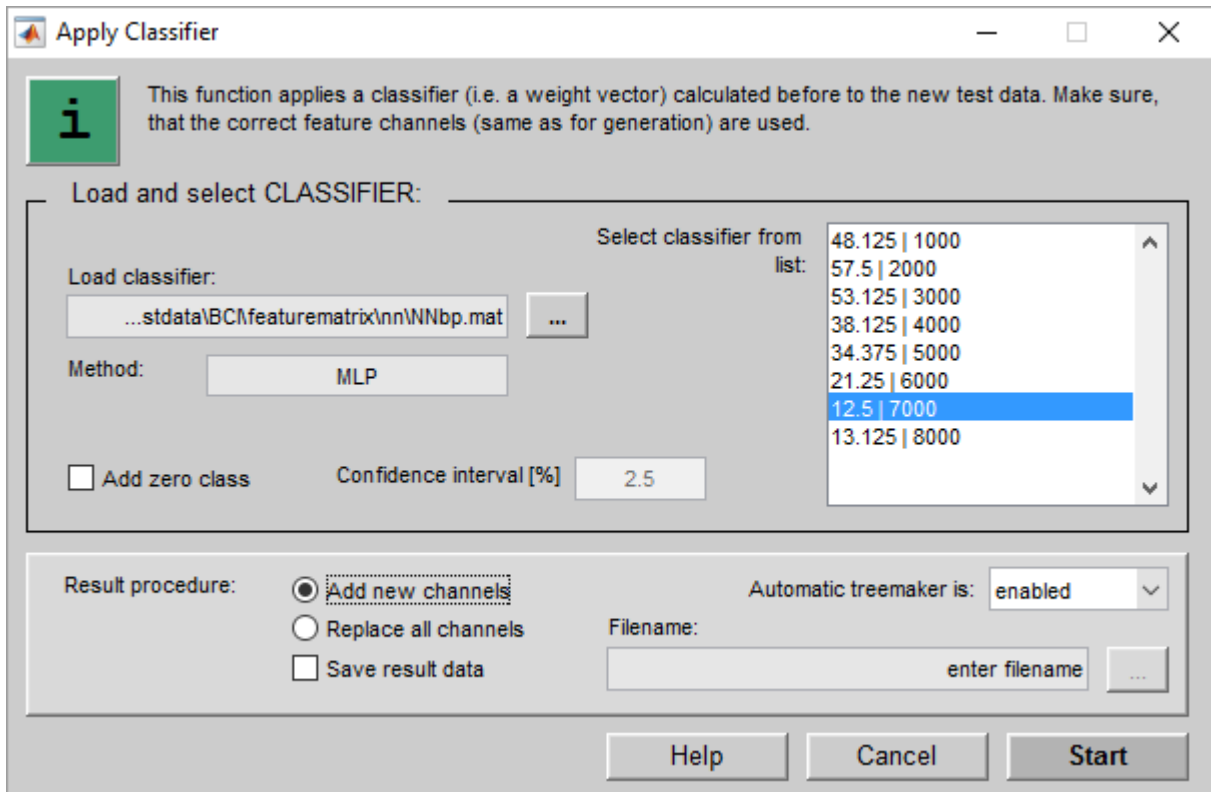 Apply Classifier
i
This function applies a classifier (i.e. a weight vector) calculated before to the new test data. Make sure,
that the correct feature channels (same as for generation) are used.
Load and select CLASSIFIER:
Select classifier from
list:
48.125 | 1000
57.5 | 2000
53.125 | 3000
38.125 | 4000
34.375 | 5000
21.25 | 6000
12.5 | 7000
13.125 | 8000
Load classifier:
...stdata\BCI\featurematrix\nn\NNbp.mat
...
Method:
MLP
Add zero class
Confidence interval [%]
2.5
Result procedure:
Add new channels
Replace all channels
Save result data
Automatic treemaker is:
enabled
Filename:
enter filename
...
Help
Cancel
Start